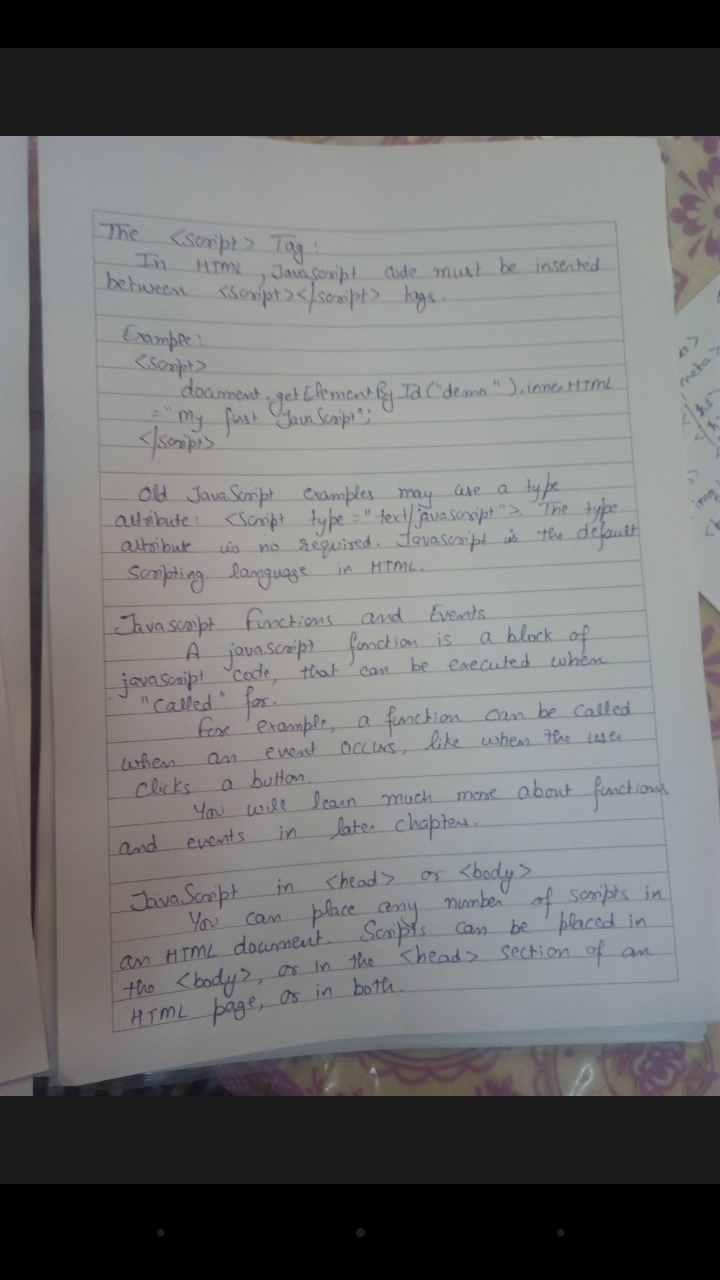 The <script> Tag:
In HTML, Javascript code must be inserted
between <script></script> tags.
Example:
<script>
document.getElementById("demo").innerHTML
="My first JavaScript";
</script>
Old JavaScript examples may use a type
attribute: <script type="text/javascript">. The type
attribute is no required. Javascript is the default
scripting language in HTML.
Javascript Functions and Events
A javascript function is a block of
javascript code, that can be executed when
"called" for.
For example, a function can be called
when an event occurs, like when the user
clicks a button.
You will learn much more about functions
and events in later chapters.
JavaScript in <head> or <body>
You can place any number of scripts in
an HTML document. Scripts can be placed in
the <body>, or in the <head> section of an
HTML page, or in both.
meta
</
</
img
<b